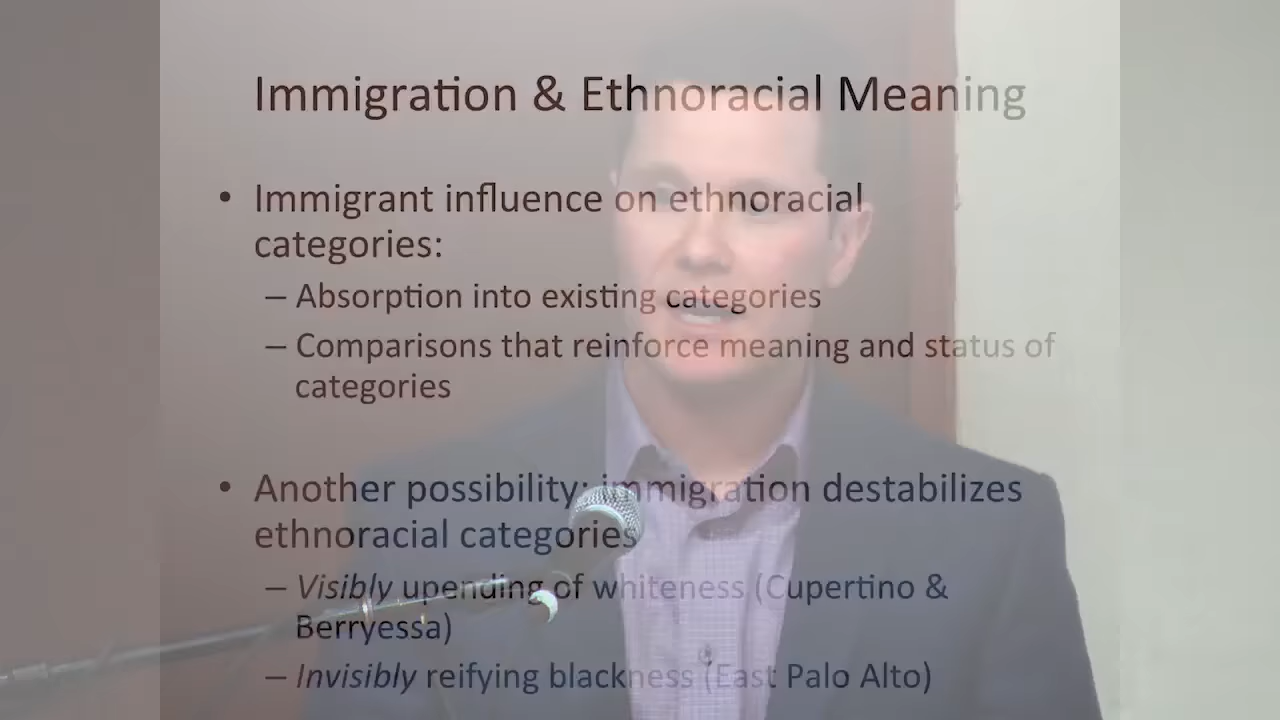 Immigration & Ethnoracial Meaning
• Immigrant influence on ethnoracial
categories:
– Absorption into existing categories
– Comparisons that reinforce meaning and status of
categories
• Another possibility: immigration destabilizes
ethnoracial categories
– Visibly upending of whiteness (Cupertino &
Berryessa)
– Invisibly reifying blackness (East Palo Alto)